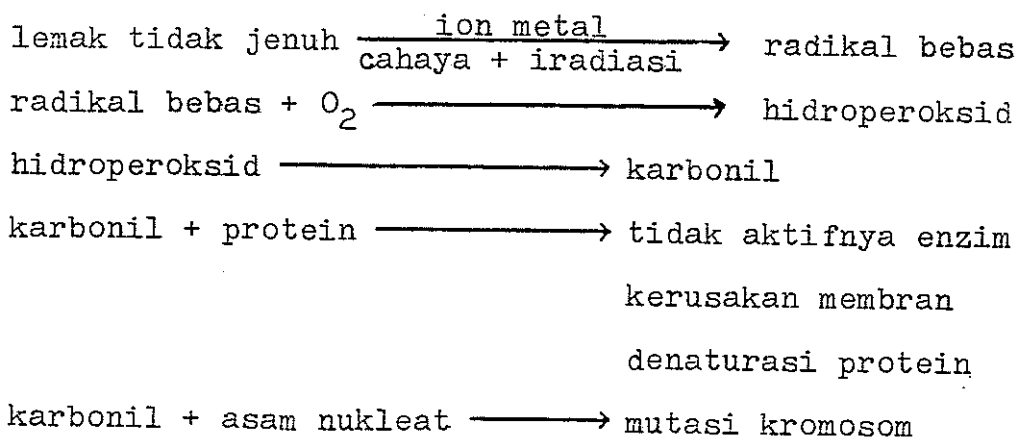 lemak tidak jenuh ion metal → radikal bebas
cahaya + iradiasi
radikal bebas + O₂ → hidroperoksid
hidroperoksid → karbonil
karbonil + protein → tidak aktifnya enzim
kerusakan membran
denaturasi protein
karbonil + asam nukleat → mutasi kromosom